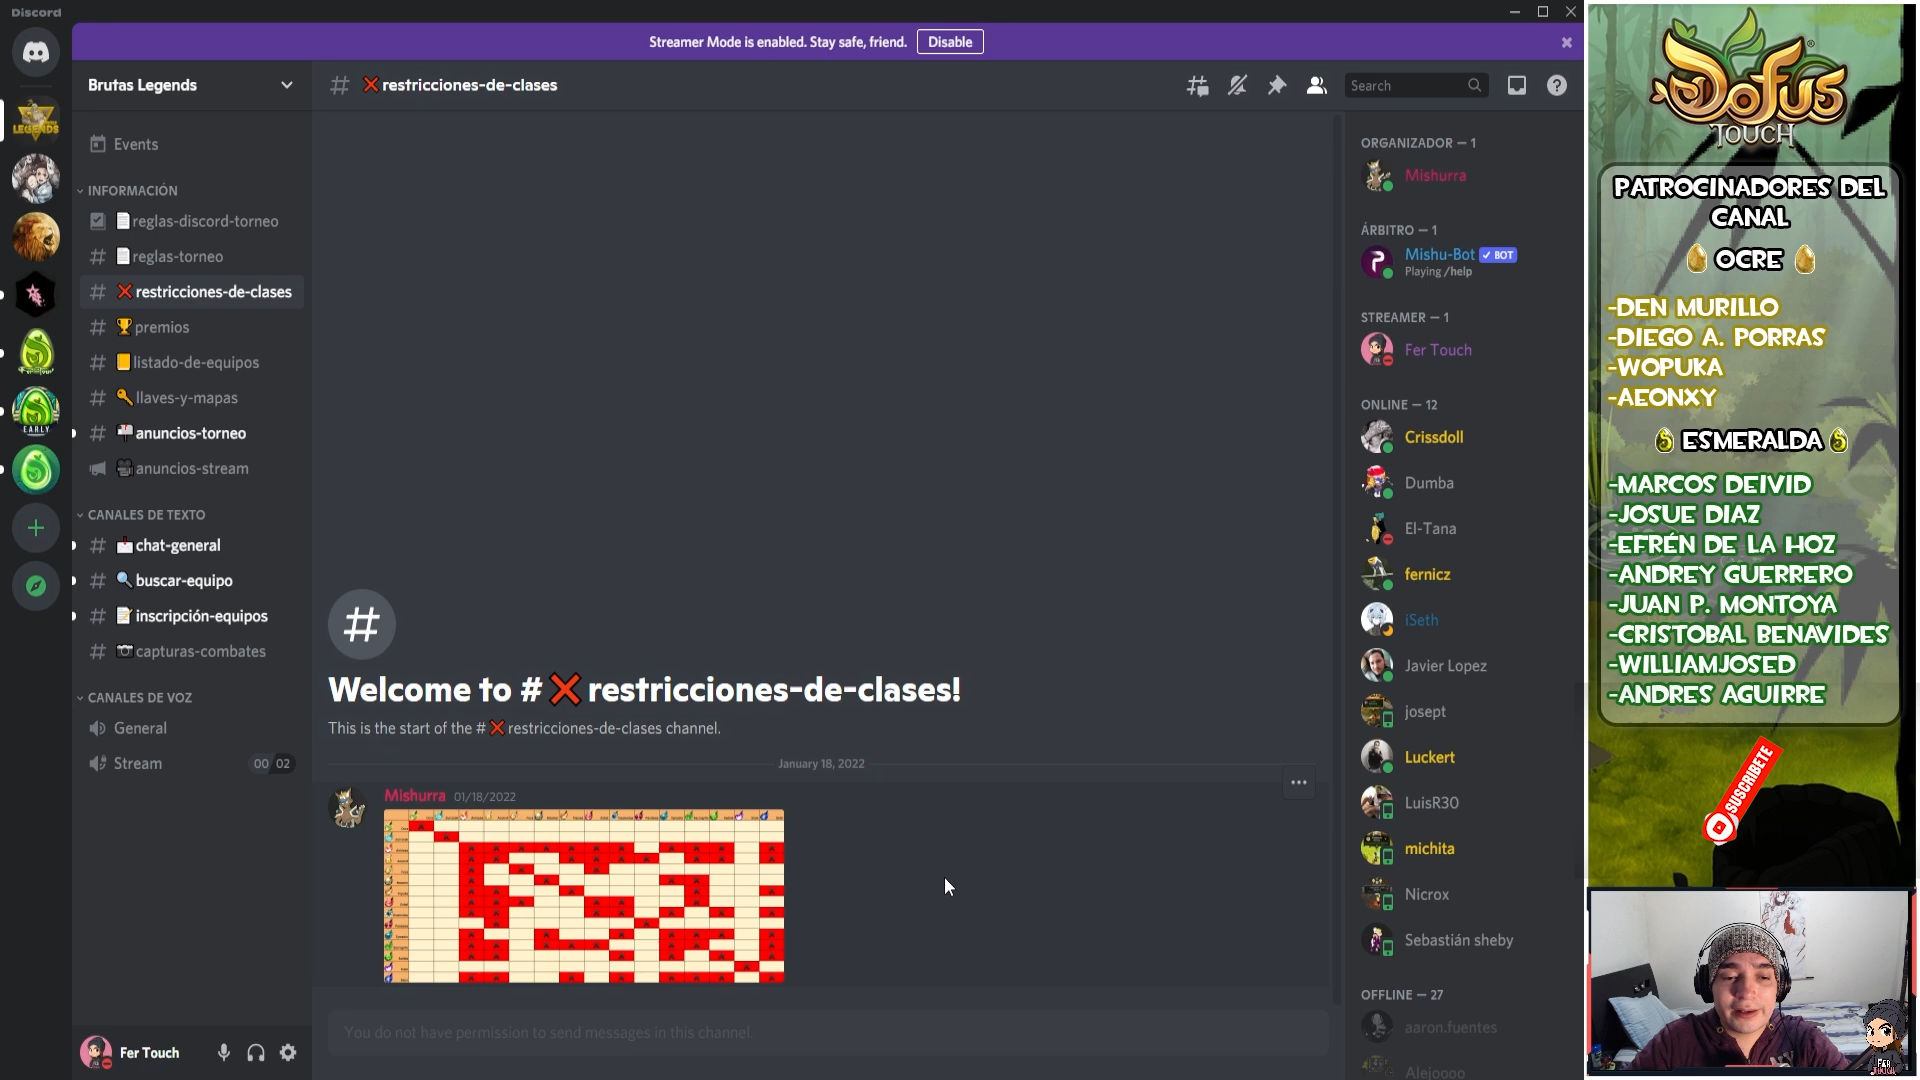 Discord
Streamer Mode is enabled. Stay safe, friend.
Disable
Brutas Legends
restricciones-de-clases
Search
LEGENDS
EARLY
Events
INFORMACIÓN
reglas-discord-torneo
reglas-torneo
restricciones-de-clases
premios
listado-de-equipos
llaves-y-mapas
anuncios-torneo
anuncios-stream
CANALES DE TEXTO
chat-general
buscar-equipo
inscripción-equipos
capturas-combates
CANALES DE VOZ
General
Stream 00 02
Fer Touch
Welcome to # ❌ restricciones-de-clases!
This is the start of the # ❌ restricciones-de-clases channel.
January 18, 2022
Mishurra 01/18/2022
You do not have permission to send messages in this channel.
ORGANIZADOR — 1
Mishurra
ÁRBITRO — 1
Mishu-Bot ✓ BOT
Playing /help
STREAMER — 1
Fer Touch
ONLINE — 12
Crissdoll
Dumba
El-Tana
fernicz
iSeth
Javier Lopez
josept
Luckert
LuisR30
michita
Nicrox
Sebastián sheby
OFFLINE — 27
aaron.fuentes
Alejoooo
DOFUS
TOUCH
PATROCINADORES DEL
CANAL
OCRE
-DEN MURILLO
-DIEGO A. PORRAS
-WOPUKA
-AEONXY
ESMERALDA
-MARCOS DEIVID
-JOSUE DIAZ
-EFRÉN DE LA HOZ
-ANDREY GUERRERO
-JUAN P. MONTOYA
-CRISTOBAL BENAVIDES
-WILLIAMJOSED
-ANDRES AGUIRRE
SUSCRIBETE
FER
TOUCH